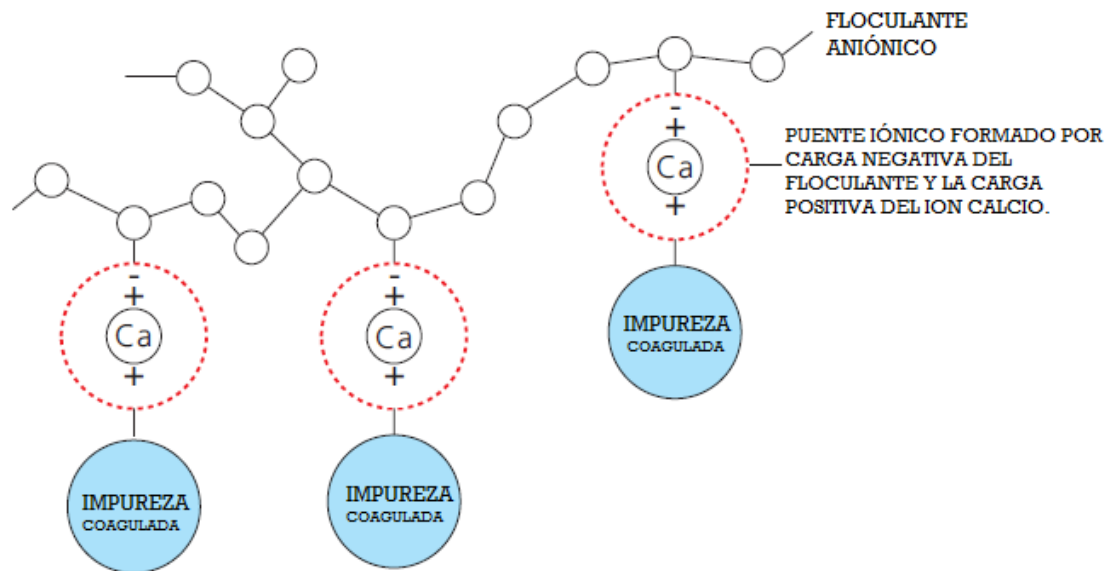 FLOCULANTE
ANIÓNICO
-
+
Ca
+
PUENTE IÓNICO FORMADO POR
CARGA NEGATIVA DEL
FLOCULANTE Y LA CARGA
POSITIVA DEL ION CALCIO.
IMPUREZA
COAGULADA
-
+
Ca
+
IMPUREZA
COAGULADA
-
+
Ca
+
IMPUREZA
COAGULADA